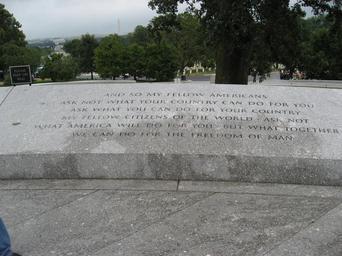 AND SO MY FELLOW AMERICANS
ASK NOT WHAT YOUR COUNTRY CAN DO FOR YOU
ASK WHAT YOU CAN DO FOR YOUR COUNTRY
MY FELLOW CITIZENS OF THE WORLD · ASK NOT
WHAT AMERICA WILL DO FOR YOU · BUT WHAT TOGETHER
WE CAN DO FOR THE FREEDOM OF MAN